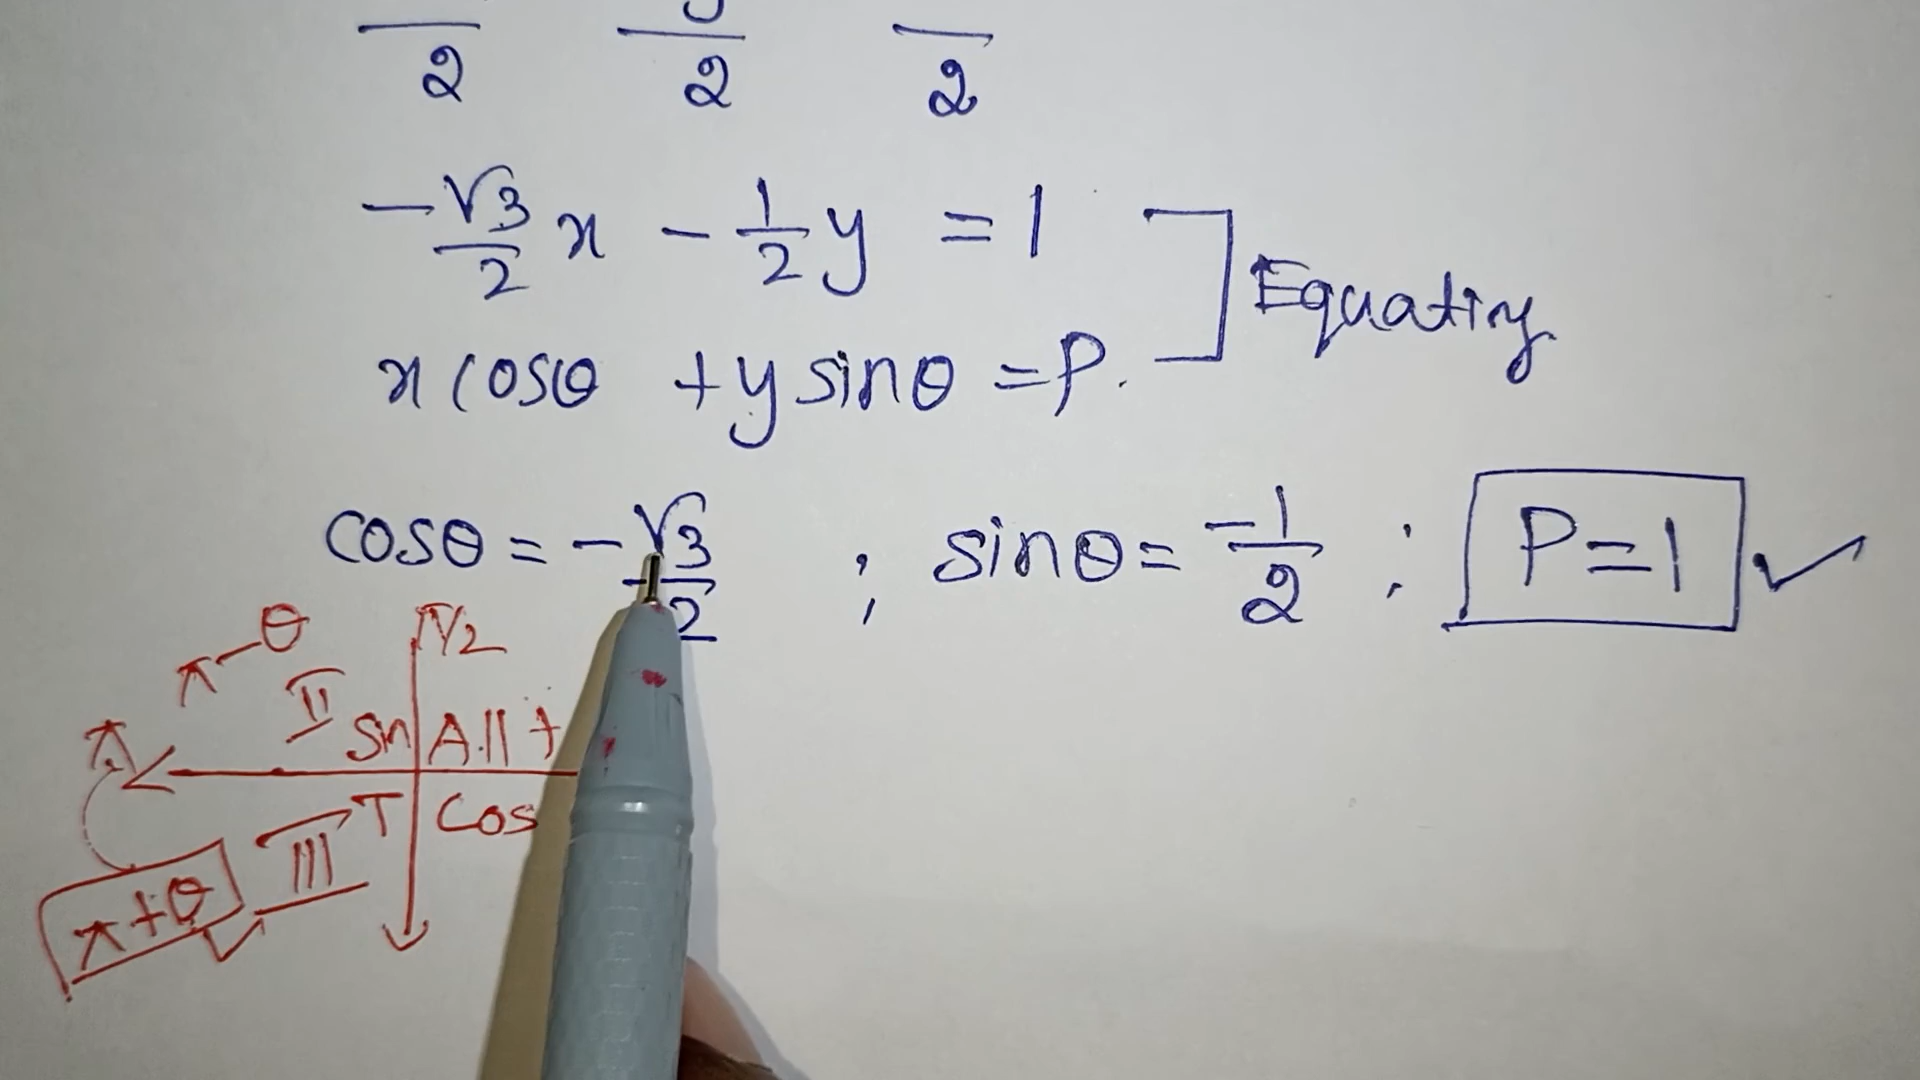 2 2 2
-√3/2 x - 1/2 y = 1
Equating
x cosθ + y sinθ = P.
cosθ = -√3/2 ; sinθ = -1/2 ; P=1 ✓
π-θ π/2
II Sin All +
π
III T Cos
π+θ ✓